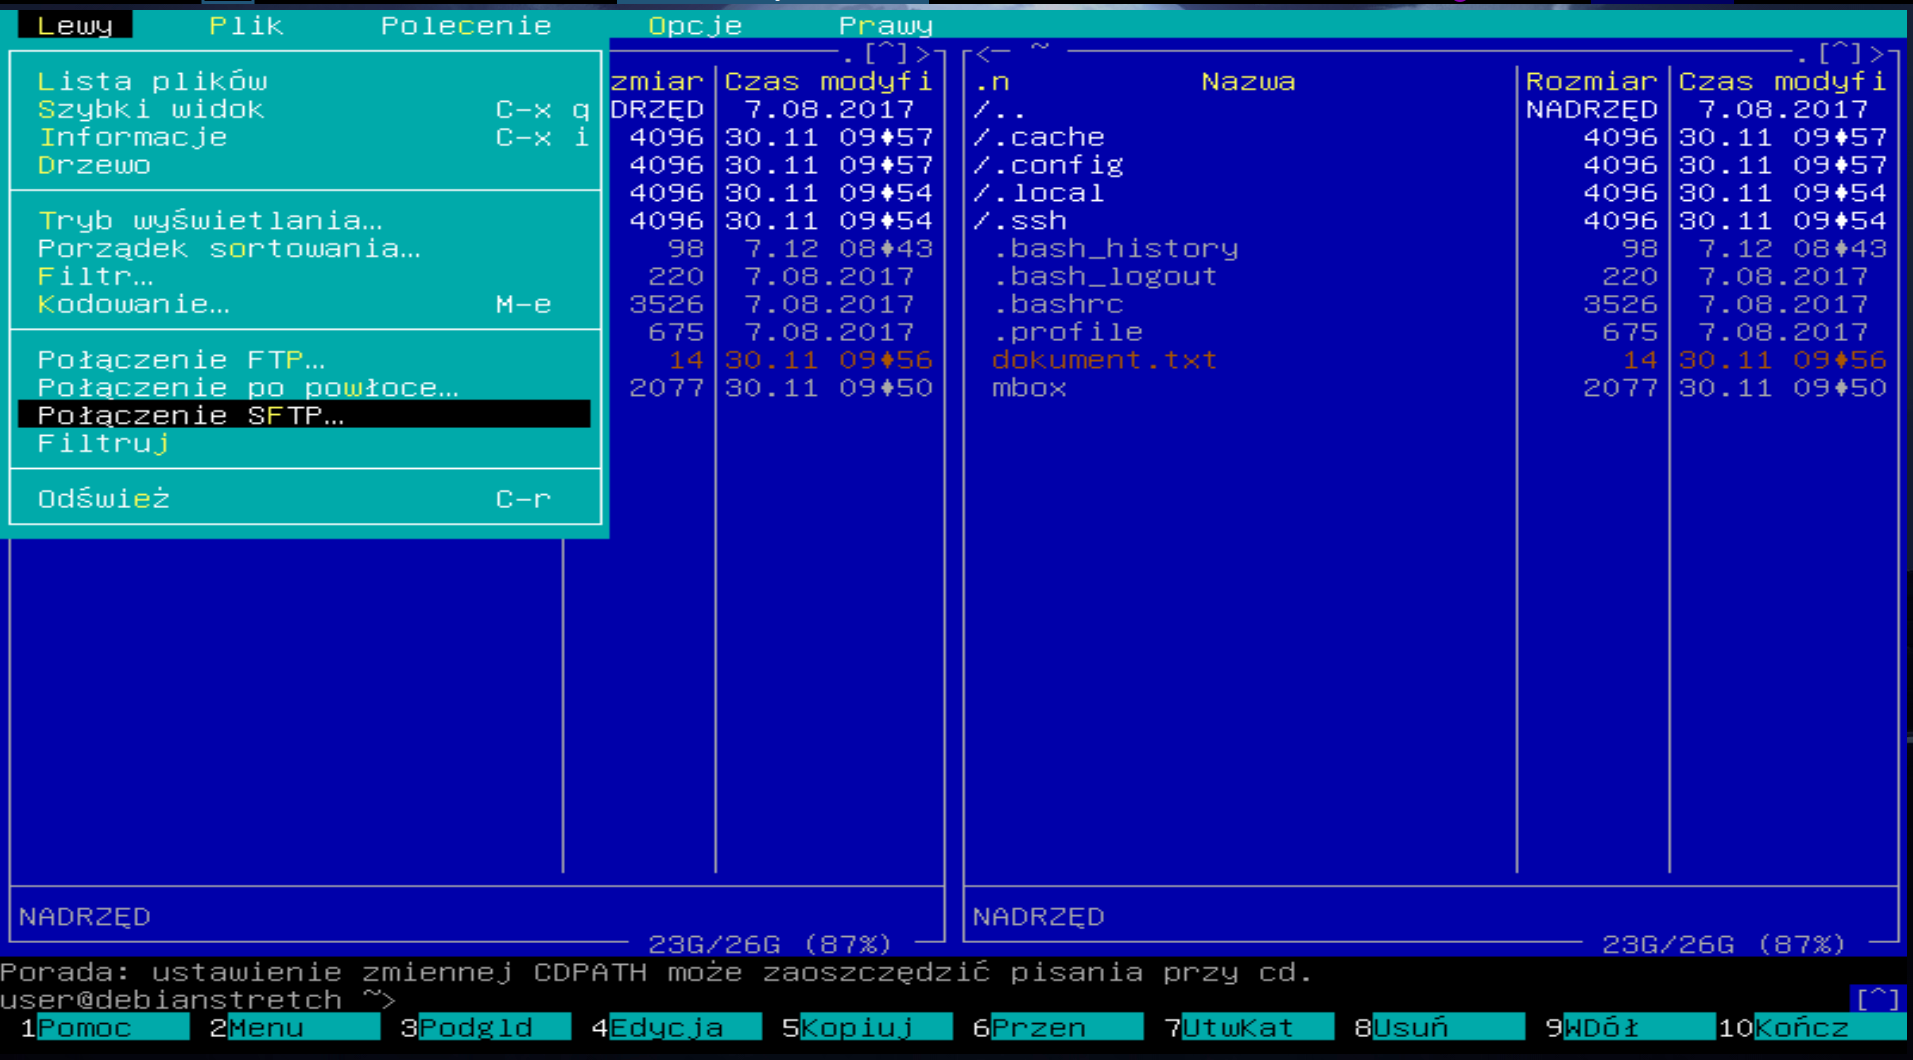 Lewy Plik Polecenie Opcje Prawy
.[^]>
<─ ~ .[^]>
Lista plików
Szybki widok C-x q
Informacje C-x i
Drzewo
Tryb wyświetlania…
Porządek sortowania…
Filtr…
Kodowanie… M-e
Połączenie FTP…
Połączenie po powłoce…
Połączenie SFTP…
Filtruj
Odśwież C-r
zmiar Czas modyfi
DRZĘD 7.08.2017
4096 30.11 09♦57
4096 30.11 09♦57
4096 30.11 09♦54
4096 30.11 09♦54
98 7.12 08♦43
220 7.08.2017
3526 7.08.2017
675 7.08.2017
14 30.11 09♦56
2077 30.11 09♦50
.n Nazwa Rozmiar Czas modyfi
/.. NADRZĘD 7.08.2017
/.cache 4096 30.11 09♦57
/.config 4096 30.11 09♦57
/.local 4096 30.11 09♦54
/.ssh 4096 30.11 09♦54
.bash_history 98 7.12 08♦43
.bash_logout 220 7.08.2017
.bashrc 3526 7.08.2017
.profile 675 7.08.2017
dokument.txt 14 30.11 09♦56
mbox 2077 30.11 09♦50
NADRZĘD
23G/26G (87%)
NADRZĘD
23G/26G (87%)
Porada: ustawienie zmiennej CDPATH może zaoszczędzić pisania przy cd.
user@debianstretch ~> [^]
1Pomoc 2Menu 3Podgld 4Edycja 5Kopiuj 6Przen 7UtwKat 8Usuń 9WDół 10Kończ